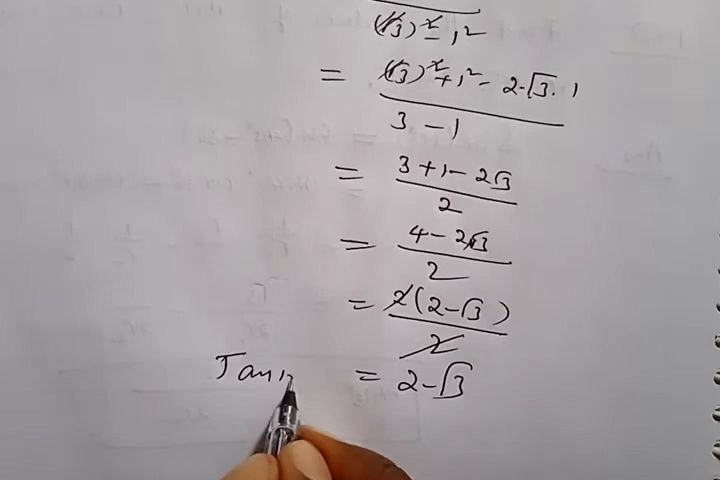 (√3)² - 1²
= (√3)² + 1² - 2·√3·1
3 - 1
= 3 + 1 - 2√3
2
= 4 - 2√3
2
= 2(2-√3)
2
Tan 1 = 2-√3